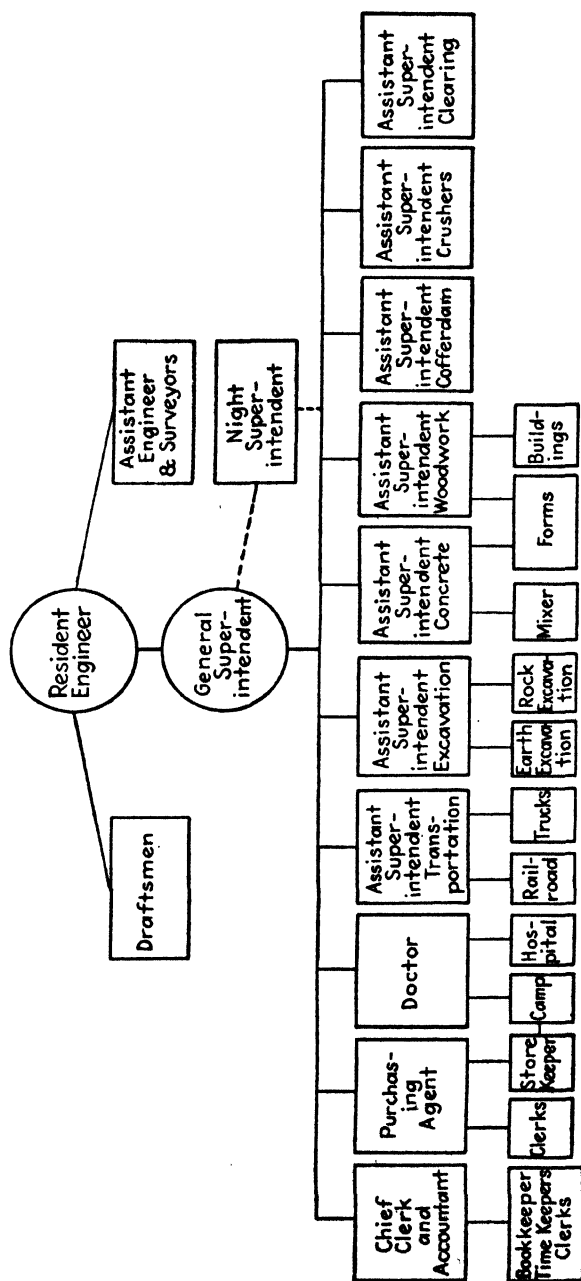 Resident
Engineer
Draftsmen
Assistant
Engineer
& Surveyors
General
Super-
intendent
Night
Super-
intendent
Chief
Clerk
and
Accountant
Purchas-
ing
Agent
Doctor
Assistant
Super-
intendent
Trans-
portation
Assistant
Super-
intendent
Excavation
Assistant
Super-
intendent
Concrete
Assistant
Super-
intendent
Woodwork
Assistant
Super-
intendent
Cofferdam
Assistant
Super-
intendent
Crushers
Assistant
Super-
intendent
Clearing
Bookkeeper
Time Keepers
Clerks
Clerks
Store
Keeper
Camp
Hos-
pital
Rail-
road
Trucks
Earth
Excava-
tion
Rock
Excava-
tion
Mixer
Forms
Build-
ings